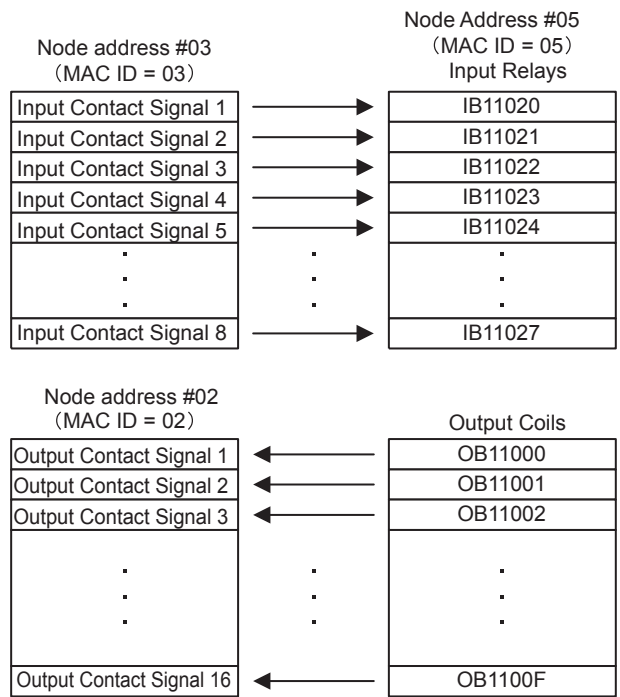 Node address #03
（MAC ID = 03）
Node Address #05
（MAC ID = 05）
Input Relays
Input Contact Signal 1
IB11020
Input Contact Signal 2
IB11021
Input Contact Signal 3
IB11022
Input Contact Signal 4
IB11023
Input Contact Signal 5
IB11024
Input Contact Signal 8
IB11027
Node address #02
（MAC ID = 02）
Output Coils
Output Contact Signal 1
OB11000
Output Contact Signal 2
OB11001
Output Contact Signal 3
OB11002
Output Contact Signal 16
OB1100F